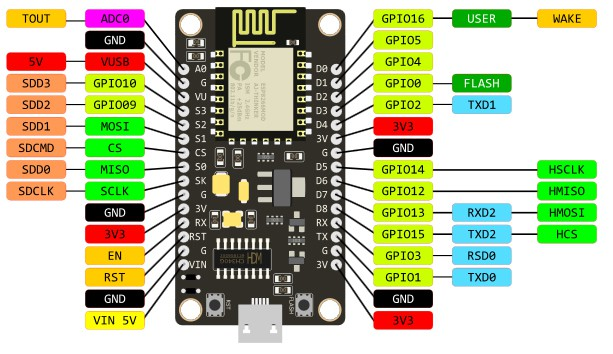 TOUT ADC0
GND
5V VUSB
SDD3 GPIO10
SDD2 GPIO09
SDD1 MOSI
SDCMD CS
SDD0 MISO
SDCLK SCLK
GND
3V3
EN
RST
GND
VIN 5V
A0
G
VU
S3
S2
S1
CS
S0
SK
G
3V
RX
RST
G
VIN
MODEL
VENDOR
FC
RST
FLASH
D0
D1
D2
D3
D4
3V
G
D5
D6
D7
D8
RX
TX
G
3V
GPIO16 USER WAKE
GPIO5
GPIO4
GPIO0 FLASH
GPIO2 TXD1
3V3
GND
GPIO14 HSCLK
GPIO12 HMISO
GPIO13 RXD2 HMOSI
GPIO15 TXD2 HCS
GPIO3 RSD0
GPIO1 TXD0
GND
3V3